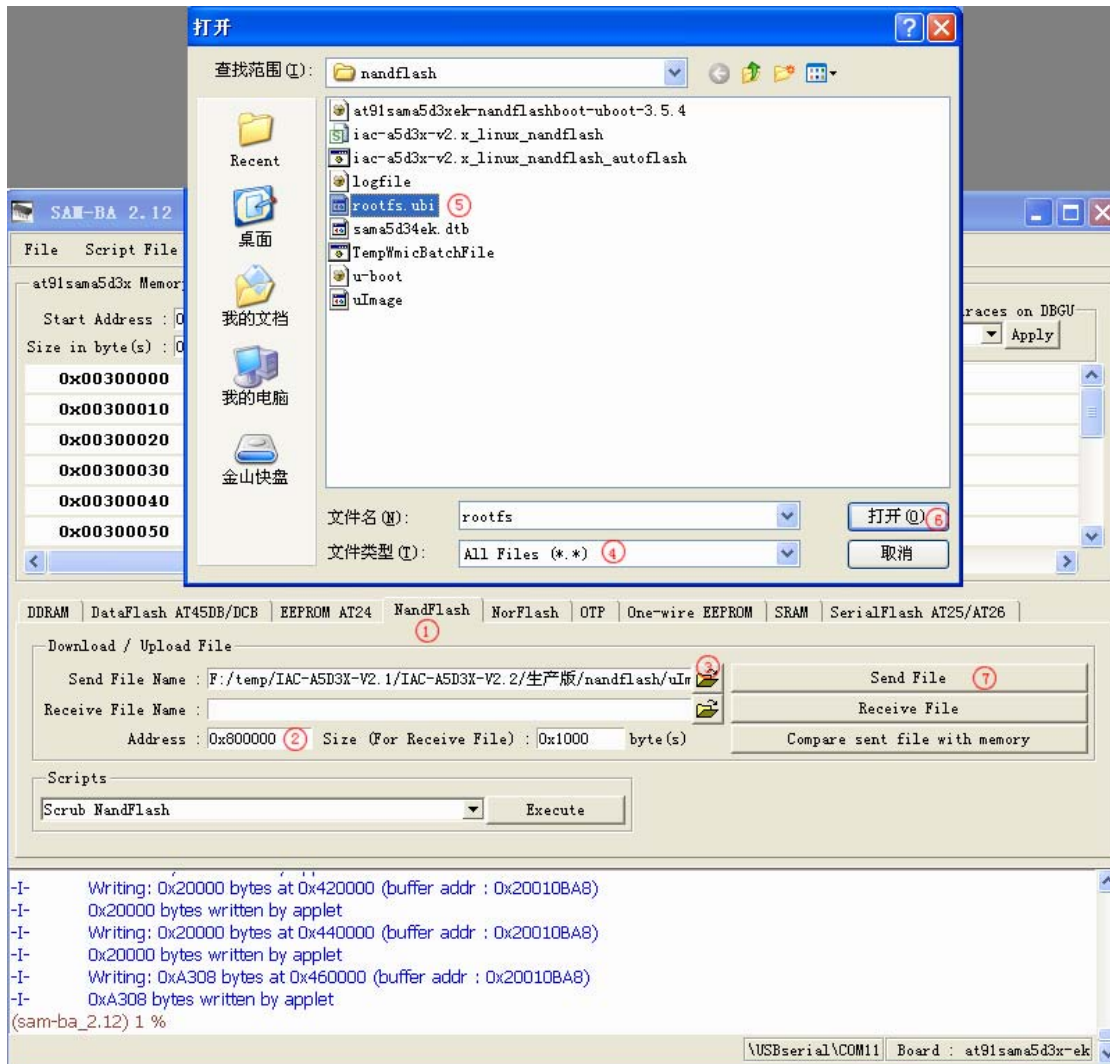 打开
查找范围(I):
nandflash
Recent
桌面
我的文档
我的电脑
金山快盘
at91sama5d3xek-nandflashboot-uboot-3.5.4
iac-a5d3x-v2.x_linux_nandflash
iac-a5d3x-v2.x_linux_nandflash_autoflash
logfile
rootfs.ubi ⑤
sama5d34ek.dtb
TempWmicBatchFile
u-boot
uImage
文件名(N): rootfs 打开(O) ⑥
文件类型(T): All Files (*.*) ④ 取消
SAM-BA 2.12
File Script File
at91sama5d3x Memor
races on DBGU
Start Address : 0
Apply
Size in byte(s) : 0
0x00300000
0x00300010
0x00300020
0x00300030
0x00300040
0x00300050
DDRAM DataFlash AT45DB/DCB EEPROM AT24 NandFlash NorFlash OTP One-wire EEPROM SRAM SerialFlash AT25/AT26
①
Download / Upload File
Send File Name : F:/temp/IAC-A5D3X-V2.1/IAC-A5D3X-V2.2/生产版/nandflash/uIm ③ Send File ⑦
Receive File Name : Receive File
Address : 0x800000 ② Size (For Receive File) : 0x1000 byte(s) Compare sent file with memory
Scripts
Scrub NandFlash Execute
-I- Writing: 0x20000 bytes at 0x420000 (buffer addr : 0x20010BA8)
-I- 0x20000 bytes written by applet
-I- Writing: 0x20000 bytes at 0x440000 (buffer addr : 0x20010BA8)
-I- 0x20000 bytes written by applet
-I- Writing: 0xA308 bytes at 0x460000 (buffer addr : 0x20010BA8)
-I- 0xA308 bytes written by applet
(sam-ba_2.12) 1 %
\USBserial\COM11 Board : at91sama5d3x-ek